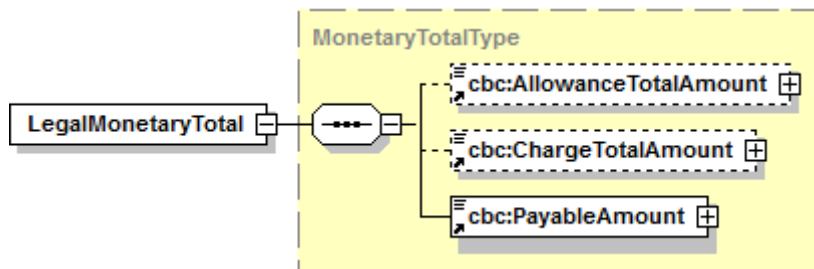 MonetaryTotalType
cbc:AllowanceTotalAmount
LegalMonetaryTotal
cbc:ChargeTotalAmount
cbc:PayableAmount